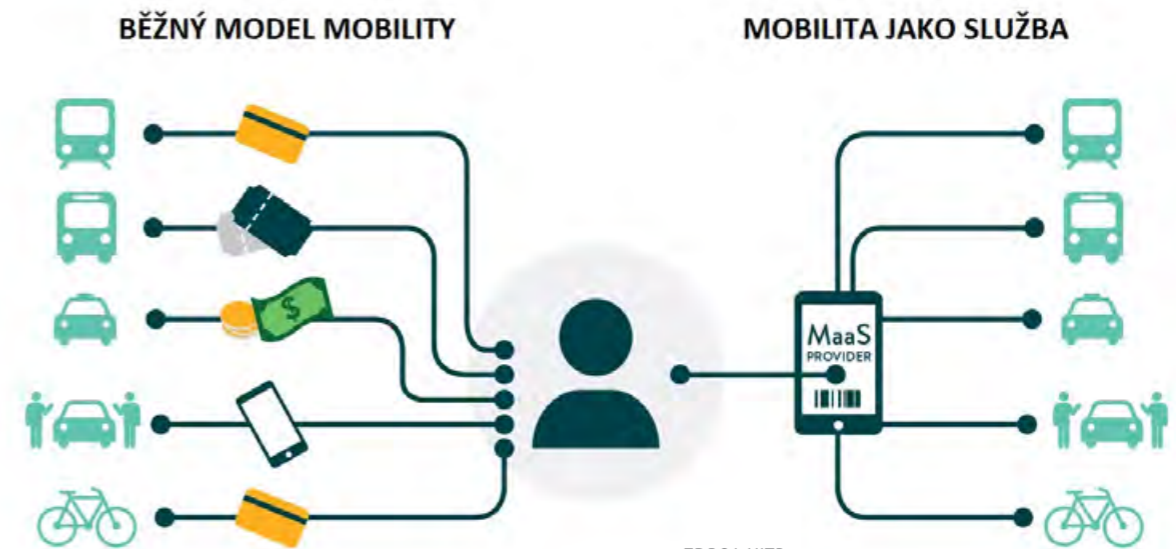 BĚŽNÝ MODEL MOBILITY
MOBILITA JAKO SLUŽBA
$
MaaS
PROVIDER